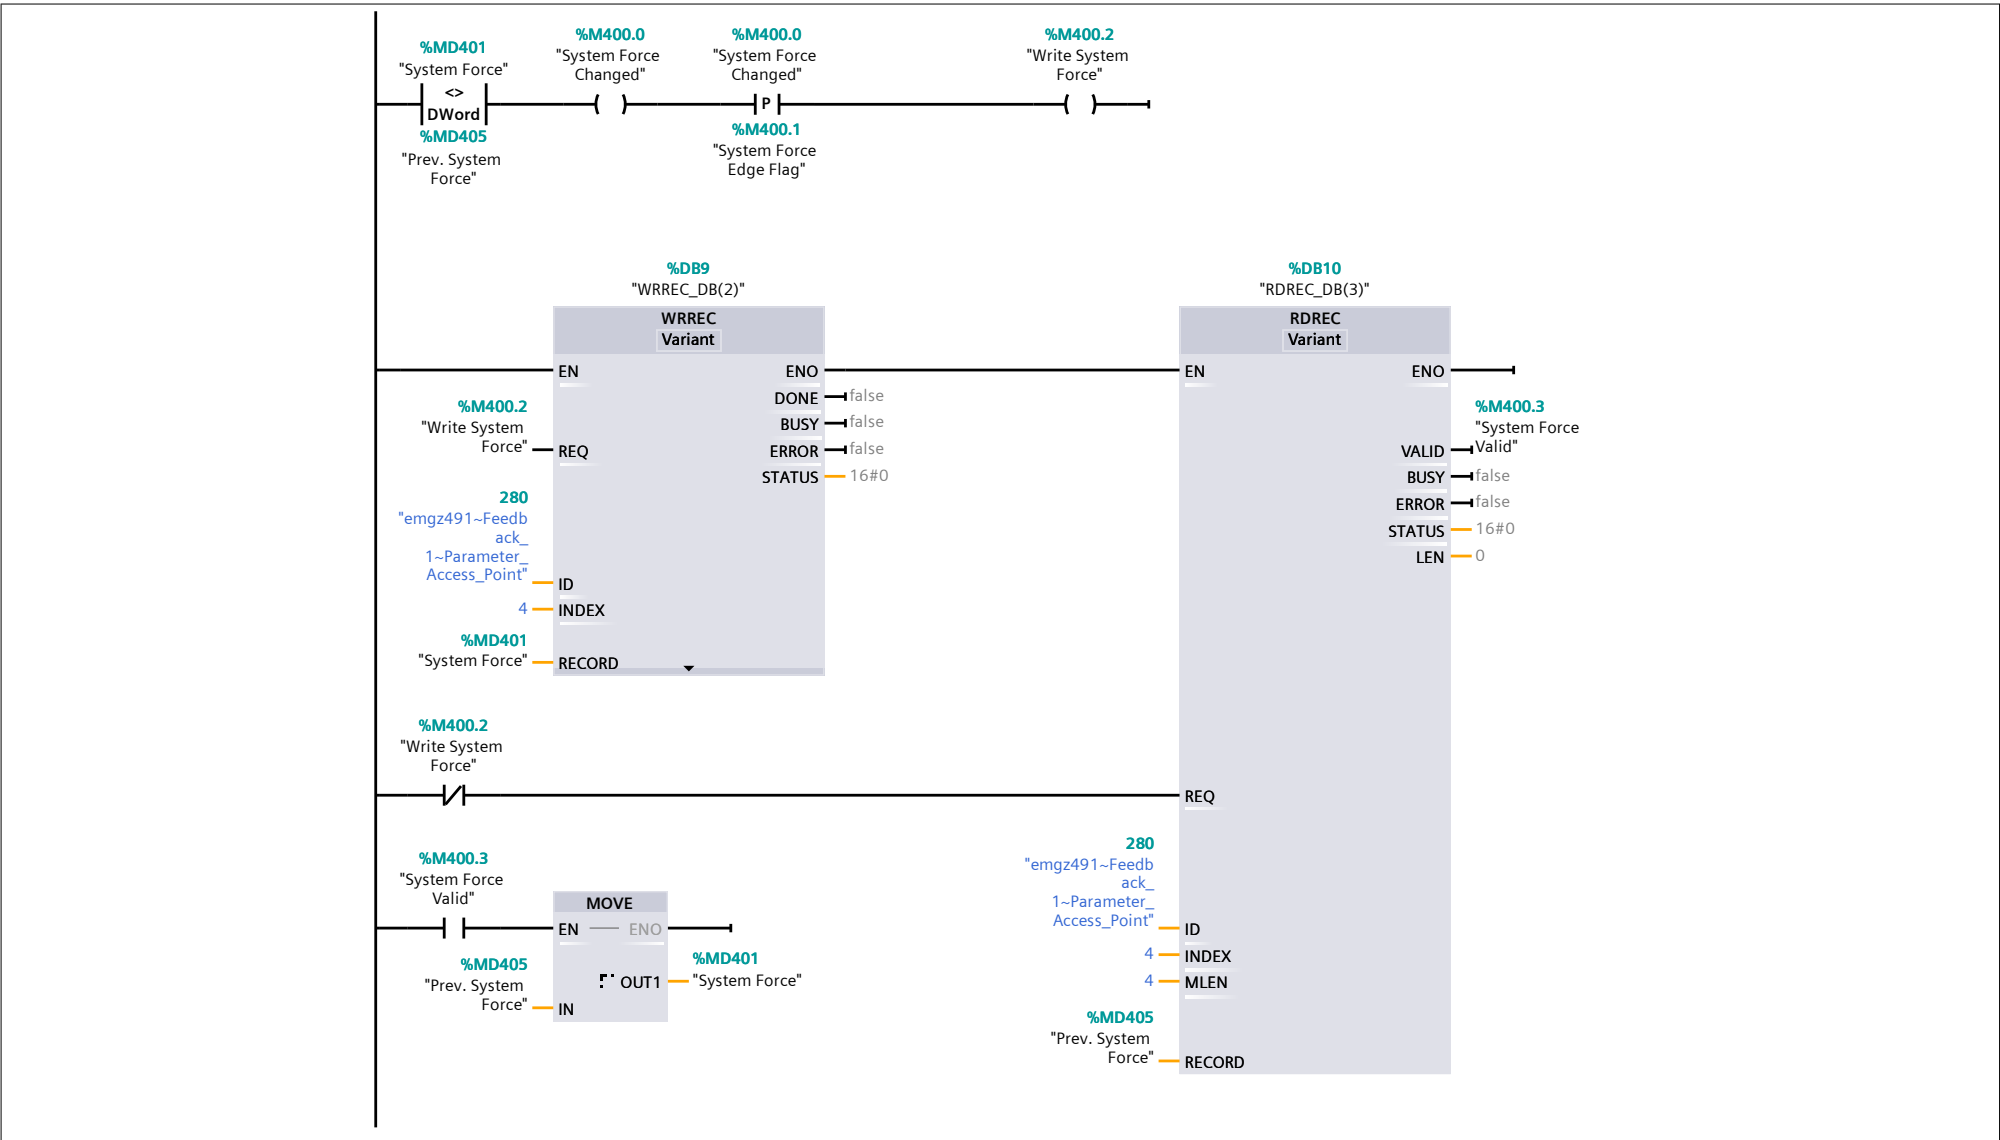 %MD401
"System Force"
<>
DWord
%MD405
"Prev. System
Force"
%M400.0
"System Force
Changed"
%M400.0
"System Force
Changed"
P
%M400.1
"System Force
Edge Flag"
%M400.2
"Write System
Force"
%DB9
"WRREC_DB(2)"
WRREC
Variant
EN
ENO
DONE
false
BUSY
false
%M400.2
"Write System
Force"
REQ
ERROR
false
STATUS
16#0
280
"emgz491~Feedb
ack_
1~Parameter_
Access_Point"
ID
4
INDEX
%MD401
"System Force"
RECORD
%DB10
"RDREC_DB(3)"
RDREC
Variant
EN
ENO
%M400.3
"System Force
Valid"
VALID
BUSY
false
ERROR
false
STATUS
16#0
LEN
0
%M400.2
"Write System
Force"
REQ
280
"emgz491~Feedb
ack_
1~Parameter_
Access_Point"
ID
4
INDEX
4
MLEN
%MD405
"Prev. System
Force"
RECORD
%M400.3
"System Force
Valid"
MOVE
EN
ENO
%MD405
"Prev. System
Force"
IN
OUT1
%MD401
"System Force"